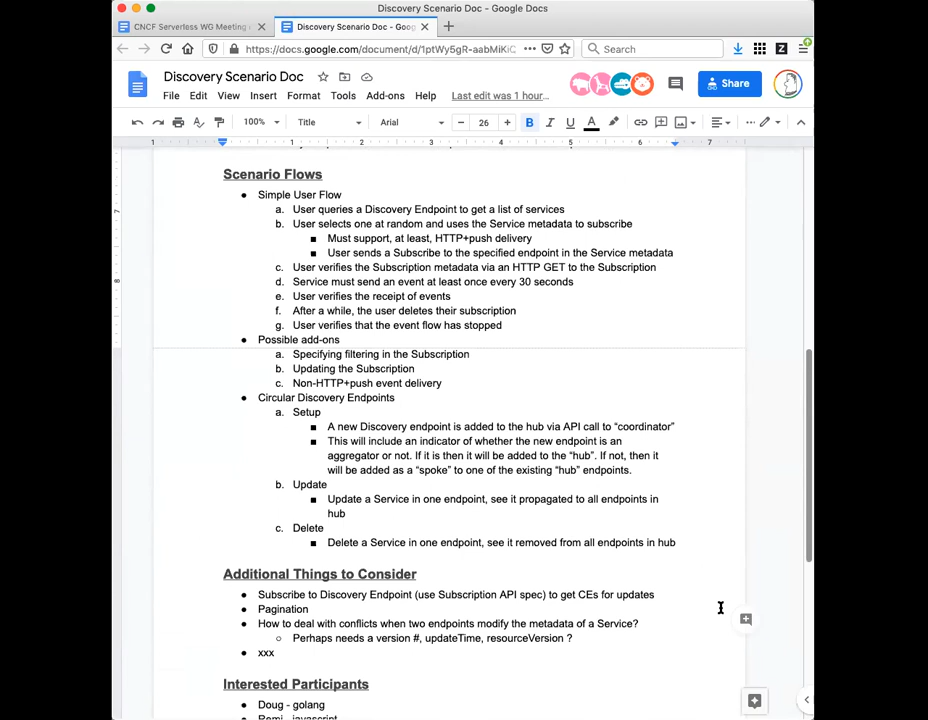 Discovery Scenario Doc - Google Docs
CNCF Serverless WG Meeting
Discovery Scenario Doc - Goog
https://docs.google.com/document/d/1ptWy5gR-aabMiKiC
Search
Discovery Scenario Doc
File Edit View Insert Format Tools Add-ons Help Last edit was 1 hour...
Share
100% Title Arial 26 B I U A
1 1 2 3 4 5 6 7
Scenario Flows
● Simple User Flow
a. User queries a Discovery Endpoint to get a list of services
b. User selects one at random and uses the Service metadata to subscribe
■ Must support, at least, HTTP+push delivery
■ User sends a Subscribe to the specified endpoint in the Service metadata
c. User verifies the Subscription metadata via an HTTP GET to the Subscription
d. Service must send an event at least once every 30 seconds
e. User verifies the receipt of events
f. After a while, the user deletes their subscription
g. User verifies that the event flow has stopped
● Possible add-ons
a. Specifying filtering in the Subscription
b. Updating the Subscription
c. Non-HTTP+push event delivery
● Circular Discovery Endpoints
a. Setup
■ A new Discovery endpoint is added to the hub via API call to “coordinator”
■ This will include an indicator of whether the new endpoint is an
aggregator or not. If it is then it will be added to the “hub”. If not, then it
will be added as a “spoke” to one of the existing “hub” endpoints.
b. Update
■ Update a Service in one endpoint, see it propagated to all endpoints in
hub
c. Delete
■ Delete a Service in one endpoint, see it removed from all endpoints in hub
Additional Things to Consider
● Subscribe to Discovery Endpoint (use Subscription API spec) to get CEs for updates
● Pagination
● How to deal with conflicts when two endpoints modify the metadata of a Service?
○ Perhaps needs a version #, updateTime, resourceVersion ?
● xxx
Interested Participants
● Doug - golang
● Remi - javascript
7
8